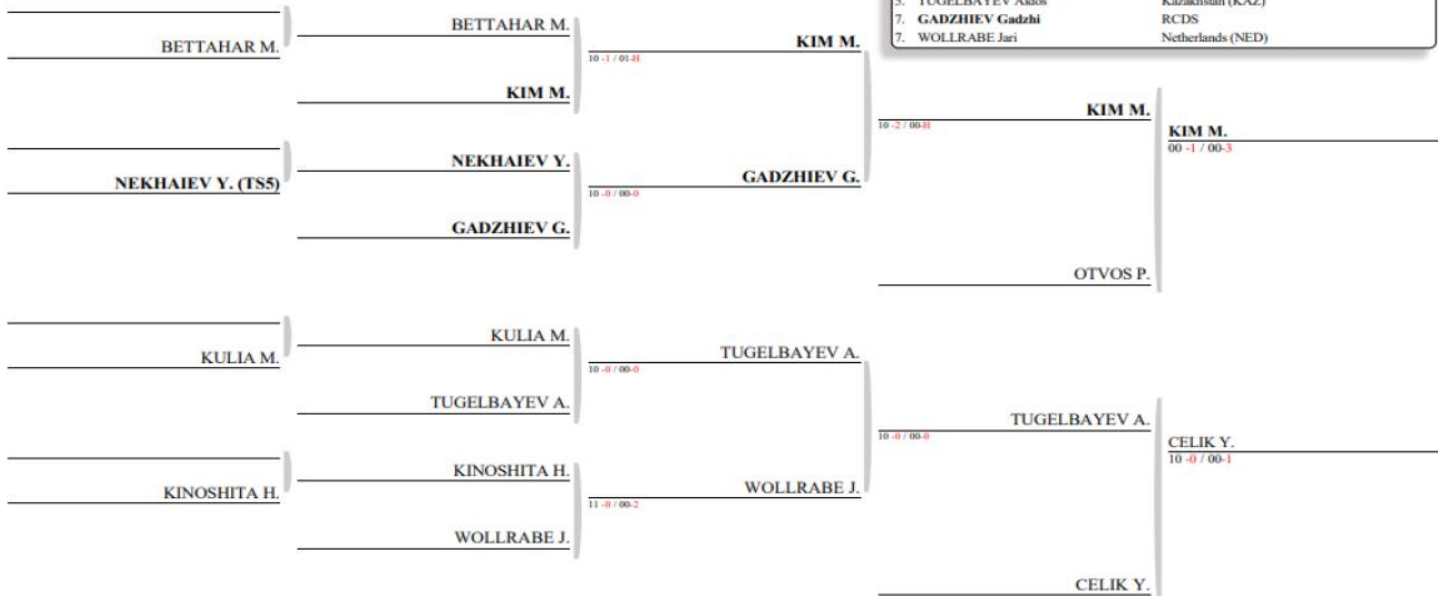 5. TUGELBAYEV Aidos Kazakhstan (KAZ)
7. GADZHIEV Gadzhi RCDS
7. WOLLRABE Jari Netherlands (NED)
BETTAHAR M.
BETTAHAR M.
KIM M.
10 -1 / 01-H
KIM M.
KIM M.
10 -2 / 00-H
KIM M.
00 -1 / 00-3
NEKHAIEV Y. (TS5)
NEKHAIEV Y.
GADZHIEV G.
10 -0 / 00-0
GADZHIEV G.
OTVOS P.
KULIA M.
KULIA M.
TUGELBAYEV A.
10 -0 / 00-0
TUGELBAYEV A.
TUGELBAYEV A.
10 -0 / 00-0
CELIK Y.
10 -0 / 00-1
KINOSHITA H.
KINOSHITA H.
WOLLRABE J.
11 -0 / 00-2
WOLLRABE J.
CELIK Y.